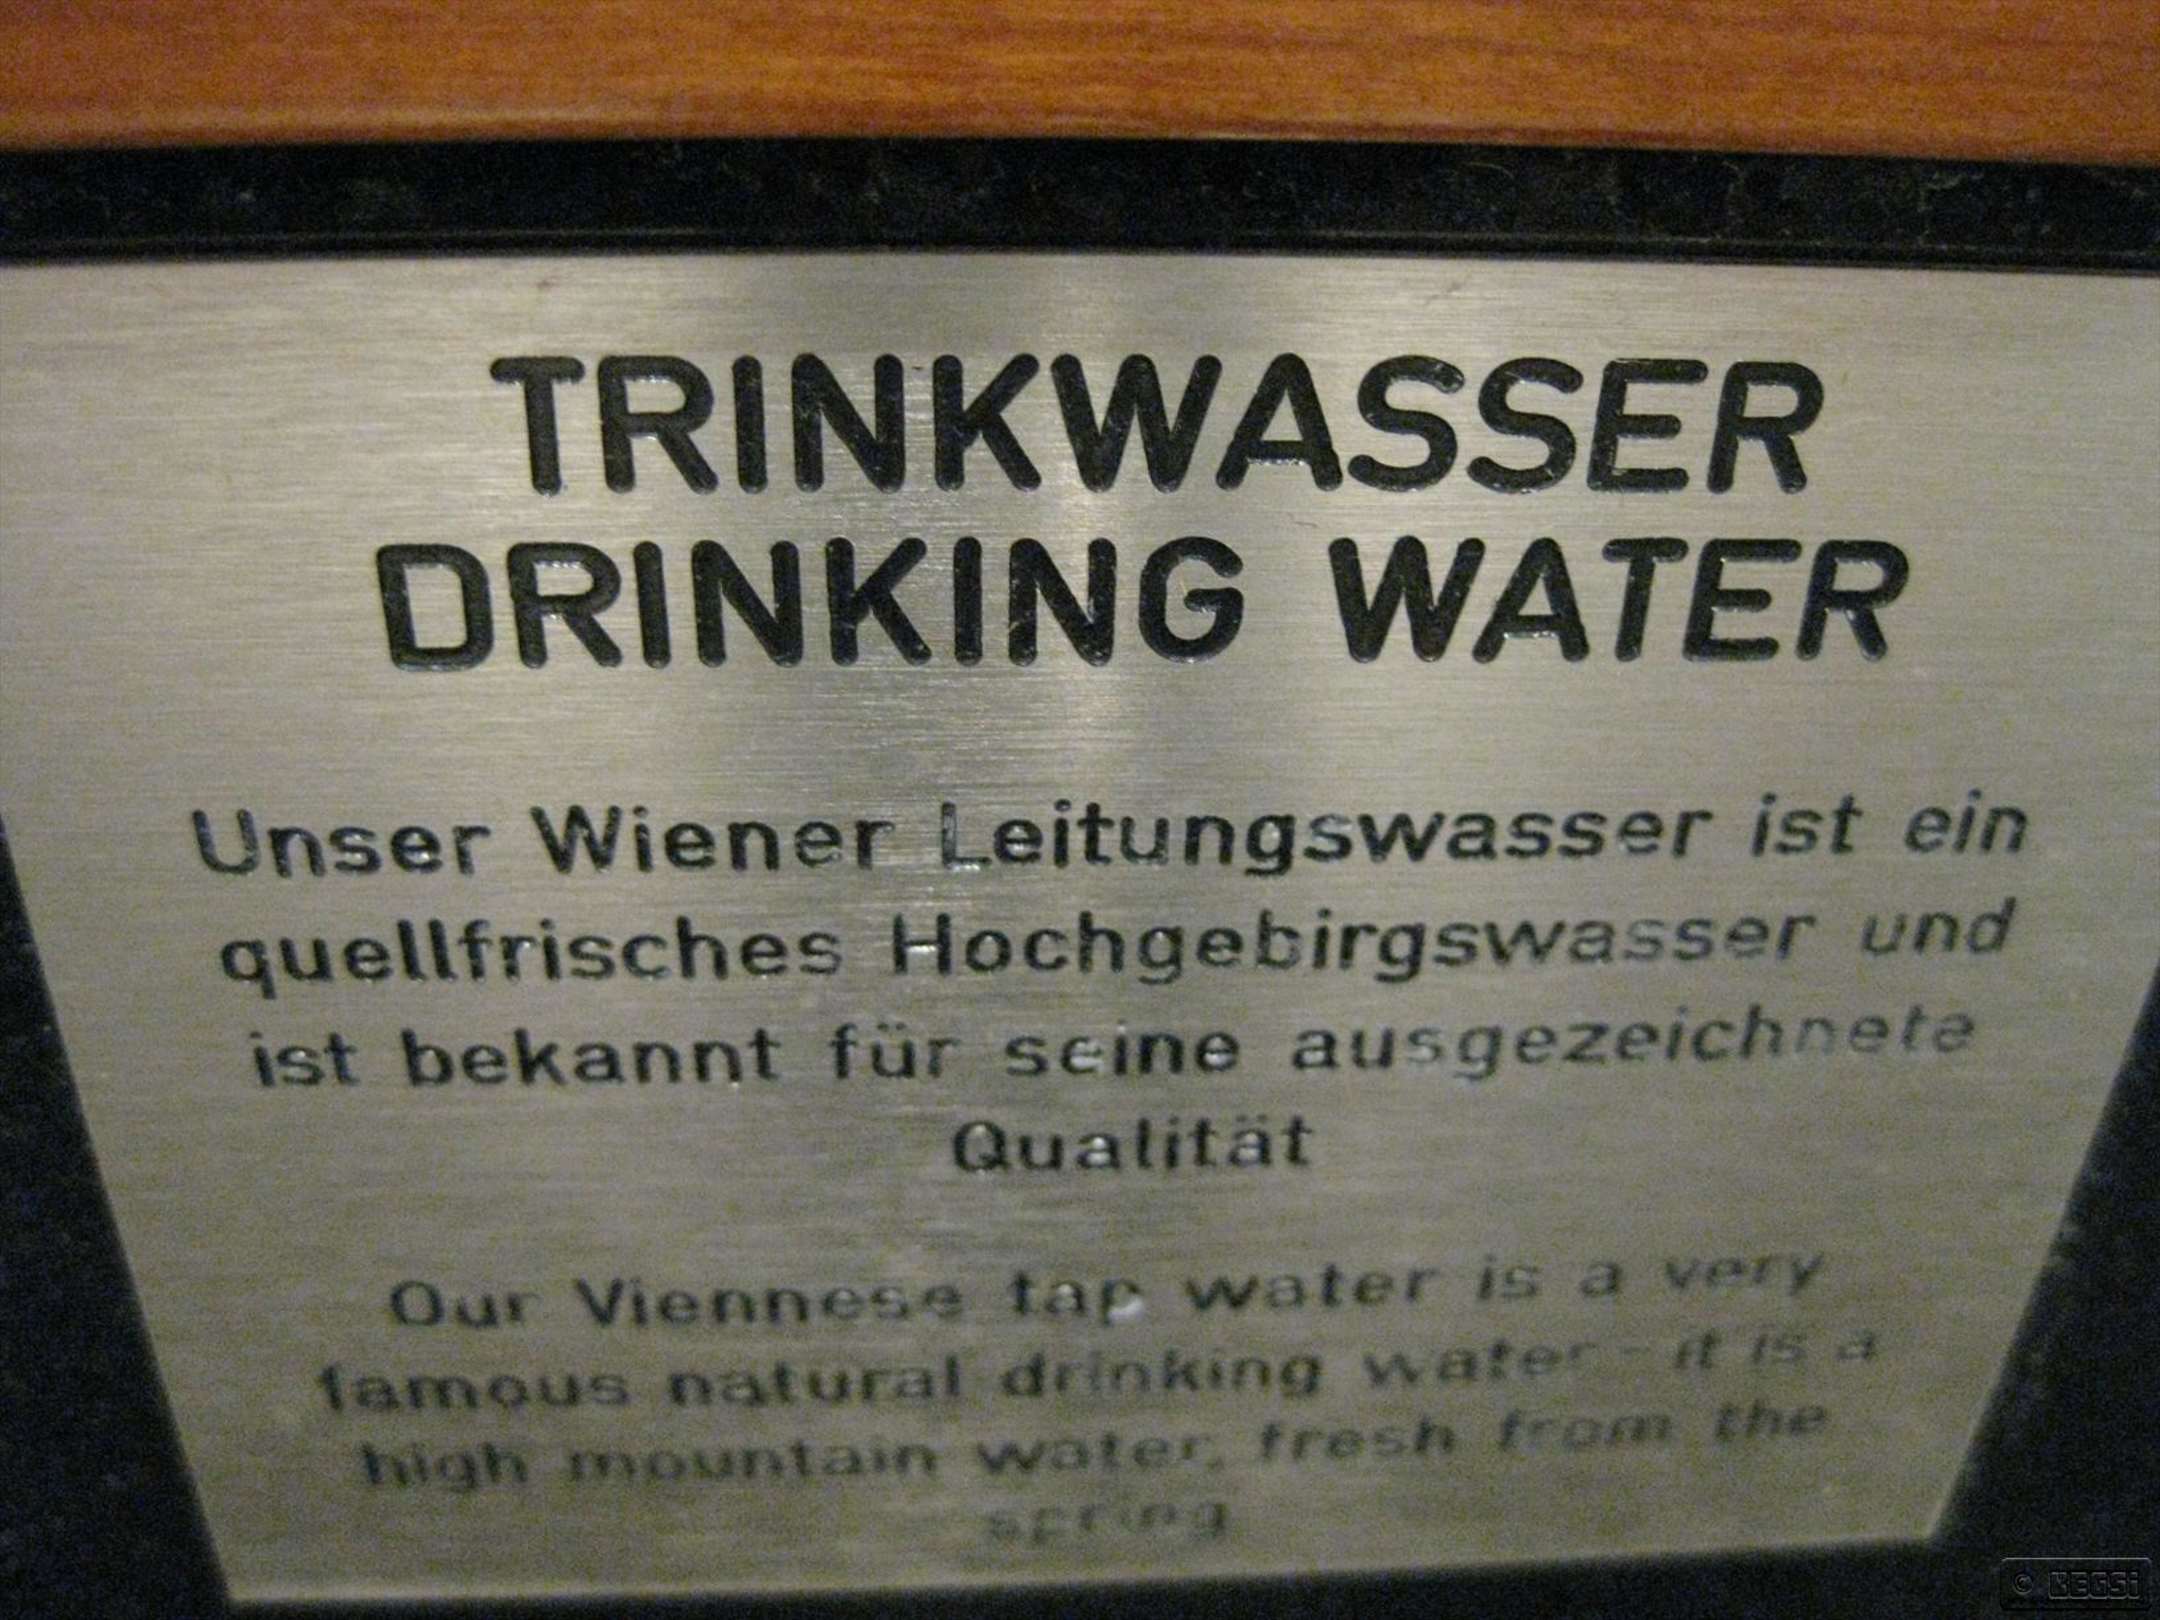 TRINKWASSER
DRINKING WATER
Unser Wiener Leitungswasser ist ein
quellfrisches Hochgebirgswasser und
ist bekannt für seine ausgezeichnete
Qualität
Our Viennese tap water is a very
famous natural drinking water - it is a
high mountain water, fresh from the
spring
© KEGSi